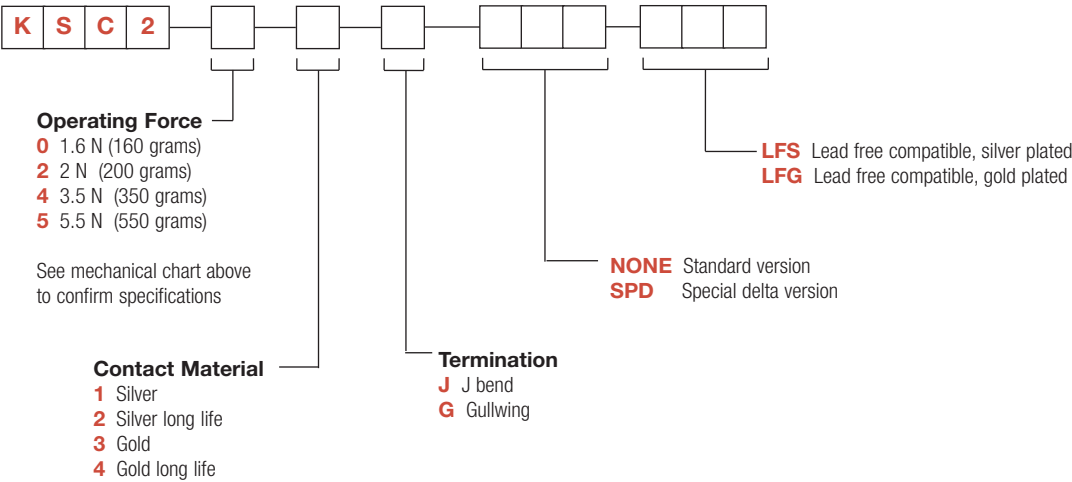 K S C 2
Operating Force
0 1.6 N (160 grams)
2 2 N (200 grams)
4 3.5 N (350 grams)
5 5.5 N (550 grams)
See mechanical chart above
to confirm specifications
Contact Material
1 Silver
2 Silver long life
3 Gold
4 Gold long life
Termination
J J bend
G Gullwing
NONE Standard version
SPD Special delta version
LFS Lead free compatible, silver plated
LFG Lead free compatible, gold plated